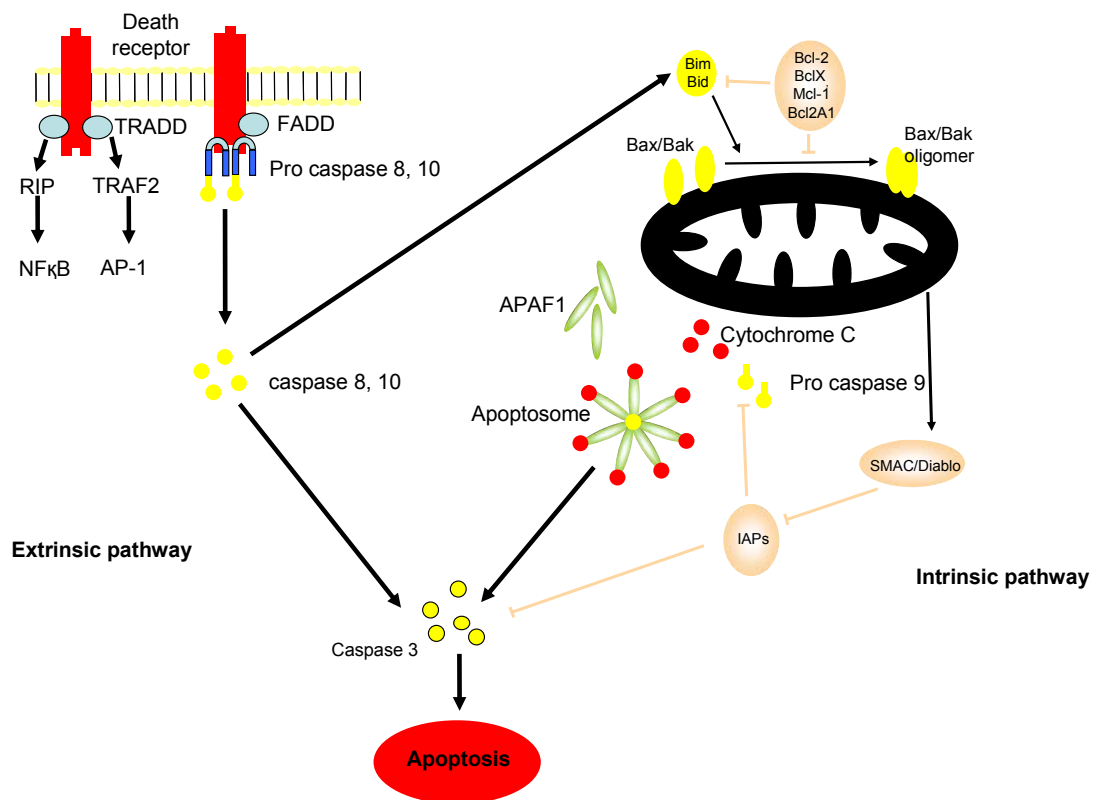 Death
receptor
TRADD
FADD
Pro caspase 8, 10
RIP
TRAF2
NFқB
AP-1
caspase 8, 10
Bim
Bid
Bcl-2
BclX
Mcl-1
Bcl2A1
Bax/Bak
Bax/Bak
oligomer
APAF1
Cytochrome C
Pro caspase 9
Apoptosome
SMAC/Diablo
IAPs
Extrinsic pathway
Intrinsic pathway
Caspase 3
Apoptosis